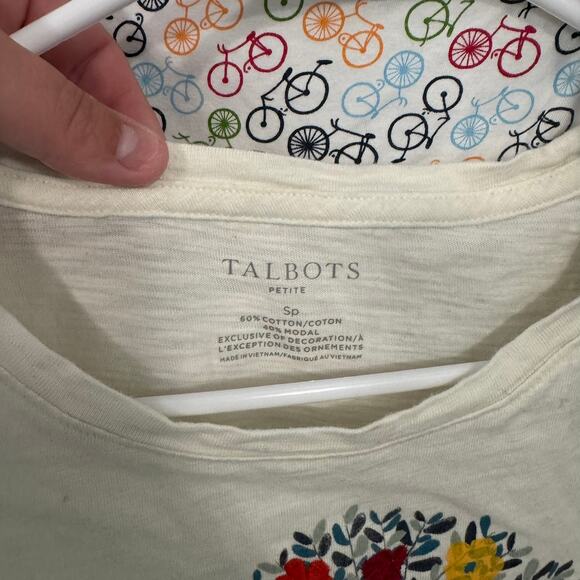 TALBOTS
PETITE
Sp
60% COTTON/COTON
40% MODAL
EXCLUSIVE OF DECORATION/À
L'EXCEPTION DES ORNEMENTS
MADE IN VIETNAM/FABRIQUÉ AU VIETNAM